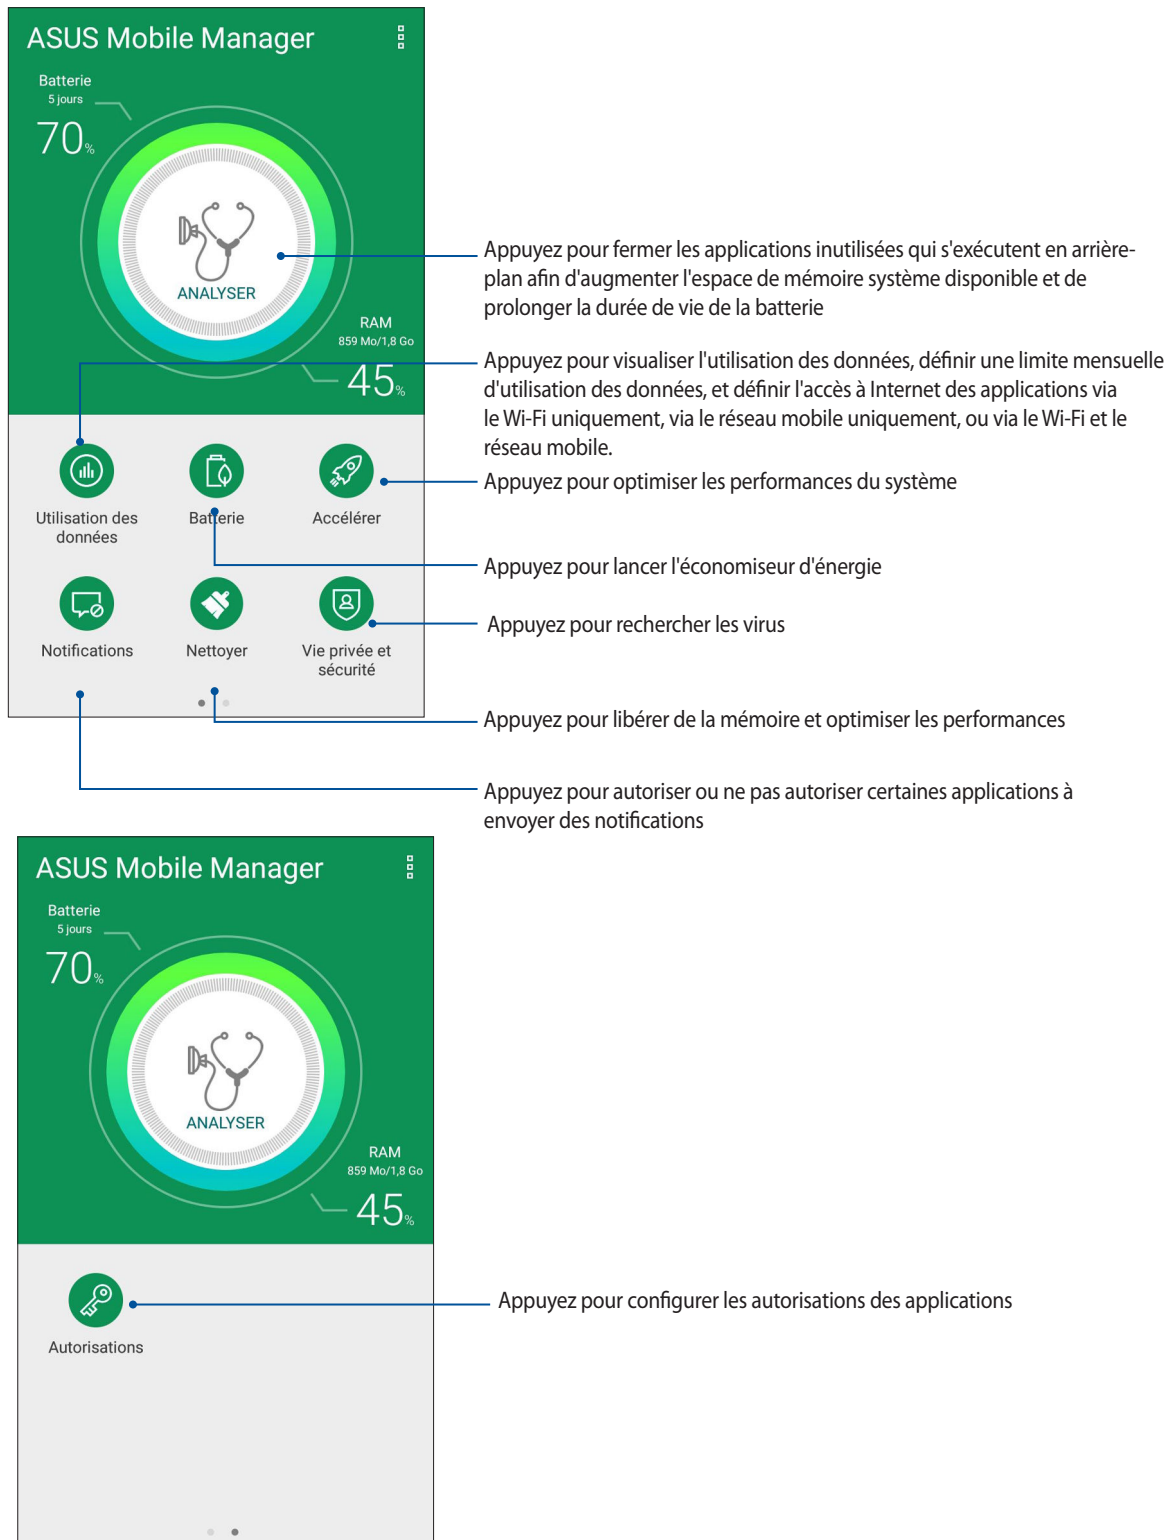 ASUS Mobile Manager
Batterie
5 jours
70%
ANALYSER
RAM
859 Mo/1,8 Go
45%
Utilisation des
données
Batterie
Accélérer
Notifications
Nettoyer
Vie privée et
sécurité
Appuyez pour fermer les applications inutilisées qui s'exécutent en arrière-
plan afin d'augmenter l'espace de mémoire système disponible et de
prolonger la durée de vie de la batterie
Appuyez pour visualiser l'utilisation des données, définir une limite mensuelle
d'utilisation des données, et définir l'accès à Internet des applications via
le Wi-Fi uniquement, via le réseau mobile uniquement, ou via le Wi-Fi et le
réseau mobile.
Appuyez pour optimiser les performances du système
Appuyez pour lancer l'économiseur d'énergie
Appuyez pour rechercher les virus
Appuyez pour libérer de la mémoire et optimiser les performances
Appuyez pour autoriser ou ne pas autoriser certaines applications à
envoyer des notifications
ASUS Mobile Manager
Batterie
5 jours
70%
ANALYSER
RAM
859 Mo/1,8 Go
45%
Autorisations
Appuyez pour configurer les autorisations des applications